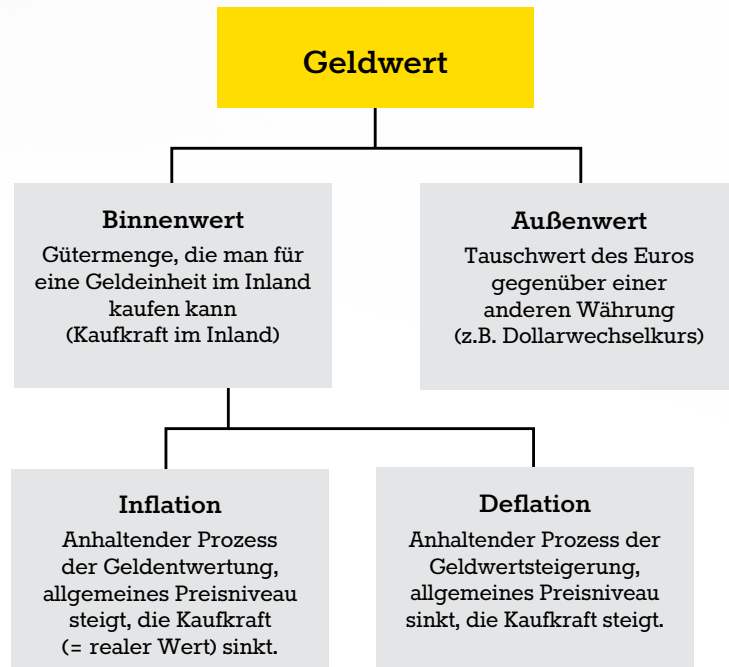 Geldwert
Binnenwert
Gütermenge, die man für
eine Geldeinheit im Inland
kaufen kann
(Kaufkraft im Inland)
Außenwert
Tauschwert des Euros
gegenüber einer
anderen Währung
(z.B. Dollarwechselkurs)
Inflation
Anhaltender Prozess
der Geldentwertung,
allgemeines Preisniveau
steigt, die Kaufkraft
(= realer Wert) sinkt.
Deflation
Anhaltender Prozess der
Geldwertsteigerung,
allgemeines Preisniveau
sinkt, die Kaufkraft steigt.